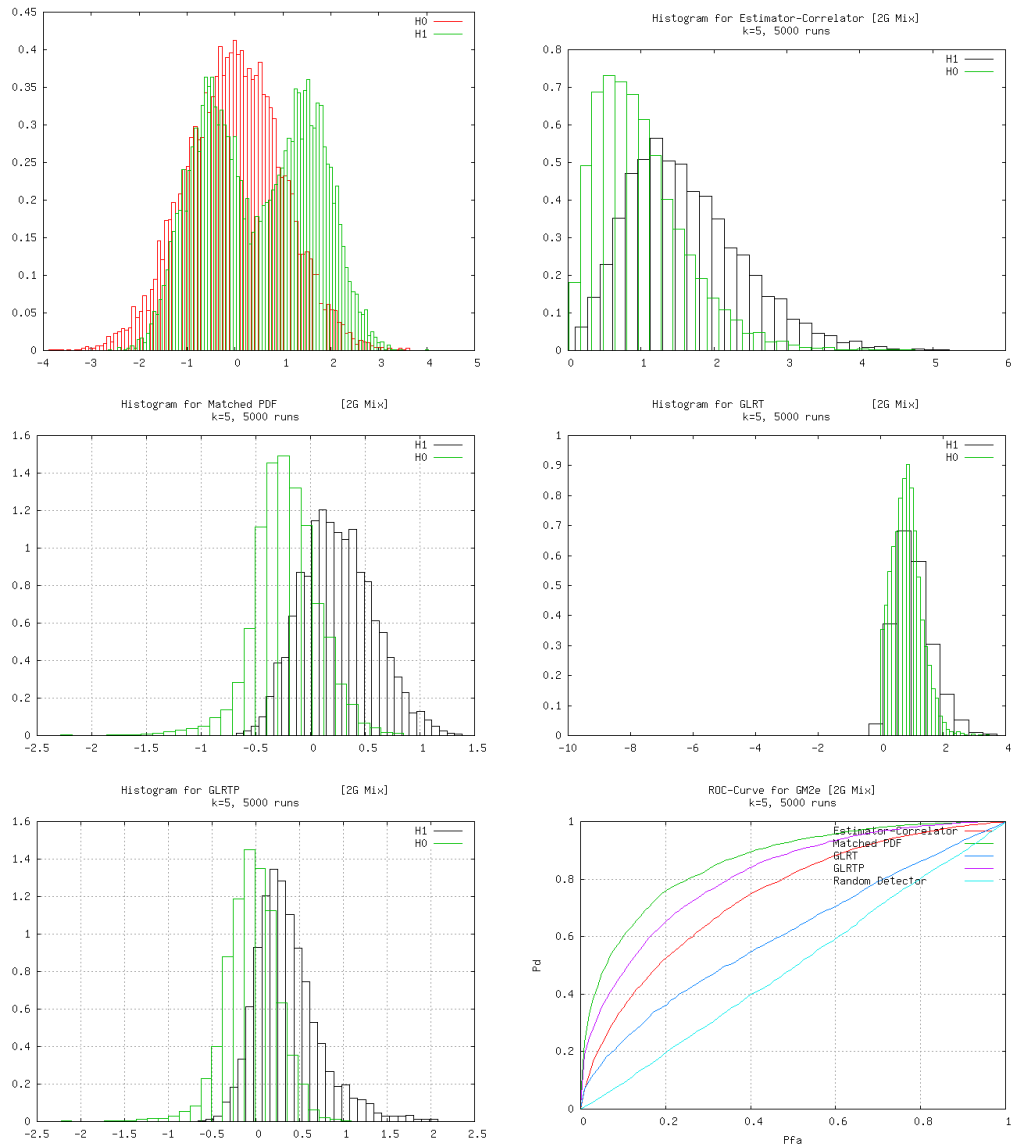 H0
H1
0.45
0.4
0.35
0.3
0.25
0.2
0.15
0.1
0.05
0
-4 -3 -2 -1 0 1 2 3 4 5
Histogram for Estimator-Correlator [2G Mix]
k=5, 5000 runs
H1
H0
0.8
0.7
0.6
0.5
0.4
0.3
0.2
0.1
0
0 1 2 3 4 5 6
Histogram for Matched PDF [2G Mix]
k=5, 5000 runs
H1
H0
1.6
1.4
1.2
1
0.8
0.6
0.4
0.2
0
-2.5 -2 -1.5 -1 -0.5 0 0.5 1 1.5
Histogram for GLRT [2G Mix]
k=5, 5000 runs
H1
H0
1
0.9
0.8
0.7
0.6
0.5
0.4
0.3
0.2
0.1
0
-10 -8 -6 -4 -2 0 2 4
Histogram for GLRTP [2G Mix]
k=5, 5000 runs
H1
H0
1.6
1.4
1.2
1
0.8
0.6
0.4
0.2
0
-2.5 -2 -1.5 -1 -0.5 0 0.5 1 1.5 2 2.5
ROC-Curve for GM2e [2G Mix]
k=5, 5000 runs
Estimator-Correlator
Matched PDF
GLRT
GLRTP
Random Detector
1
0.8
0.6
0.4
0.2
0
Pd
0 0.2 0.4 0.6 0.8 1
Pfa